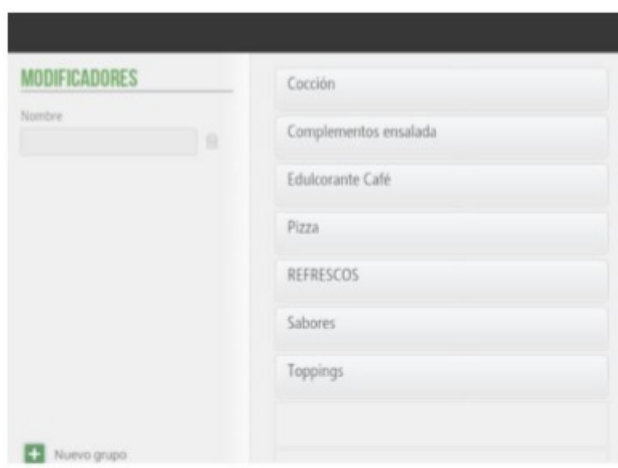 MODIFICADORES
Nombre
Nuevo grupo
Cocción
Complementos ensalada
Edulcorante Café
Pizza
REFRESCOS
Sabores
Toppings